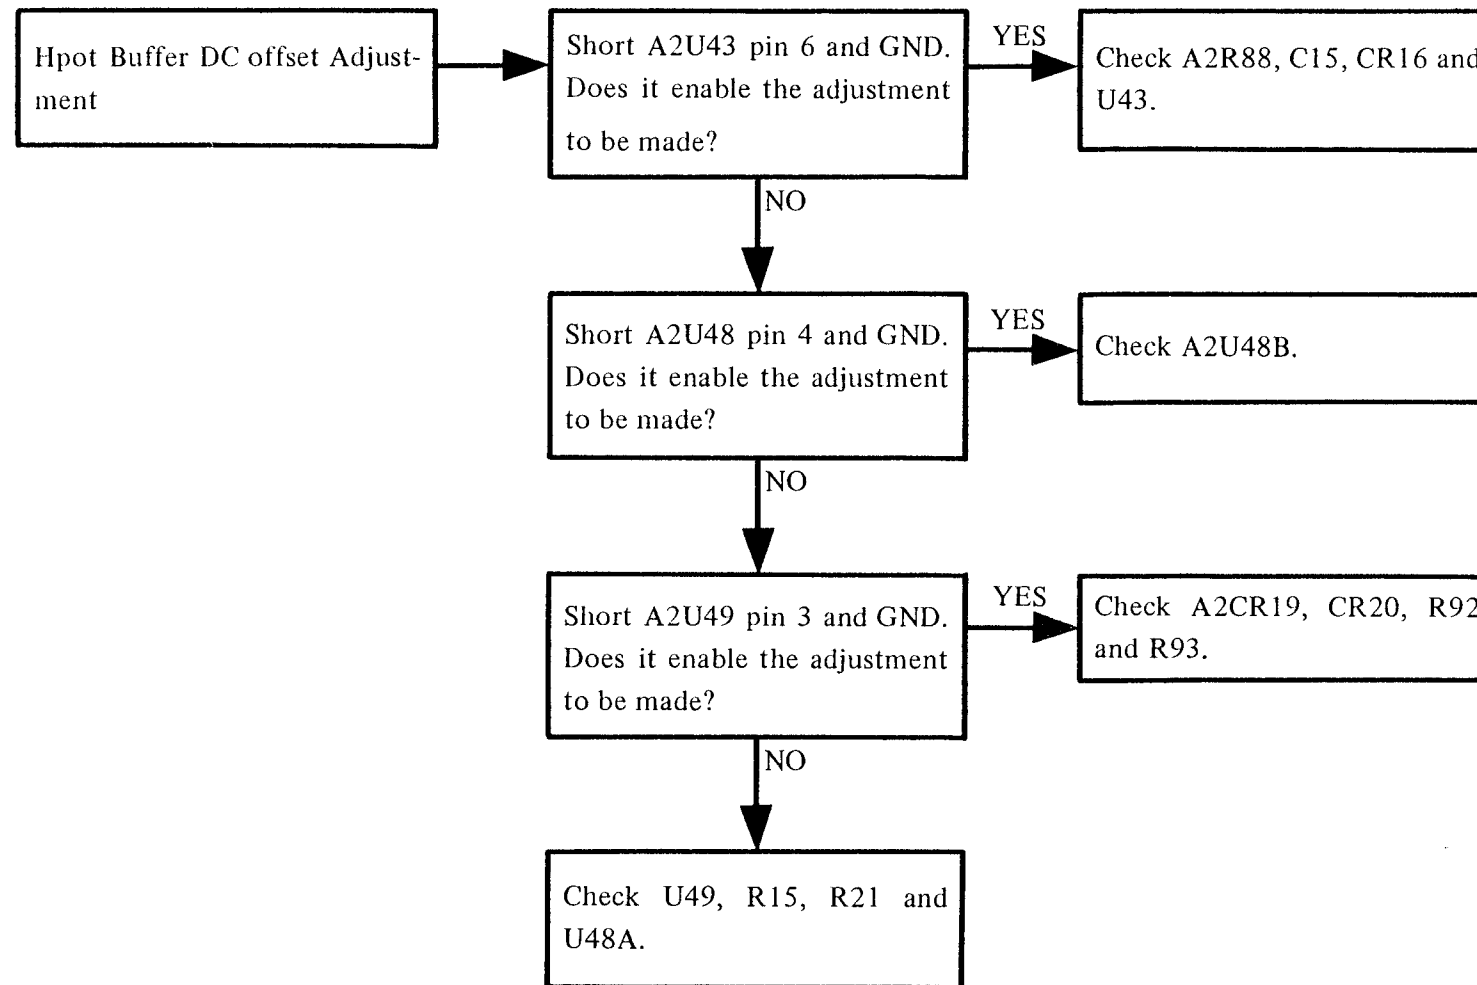 Hpot Buffer DC offset Adjust-
ment
Short A2U43 pin 6 and GND.
Does it enable the adjustment
to be made?
YES
Check A2R88, C15, CR16 and
U43.
NO
Short A2U48 pin 4 and GND.
Does it enable the adjustment
to be made?
YES
Check A2U48B.
NO
Short A2U49 pin 3 and GND.
Does it enable the adjustment
to be made?
YES
Check A2CR19, CR20, R92
and R93.
NO
Check U49, R15, R21 and
U48A.